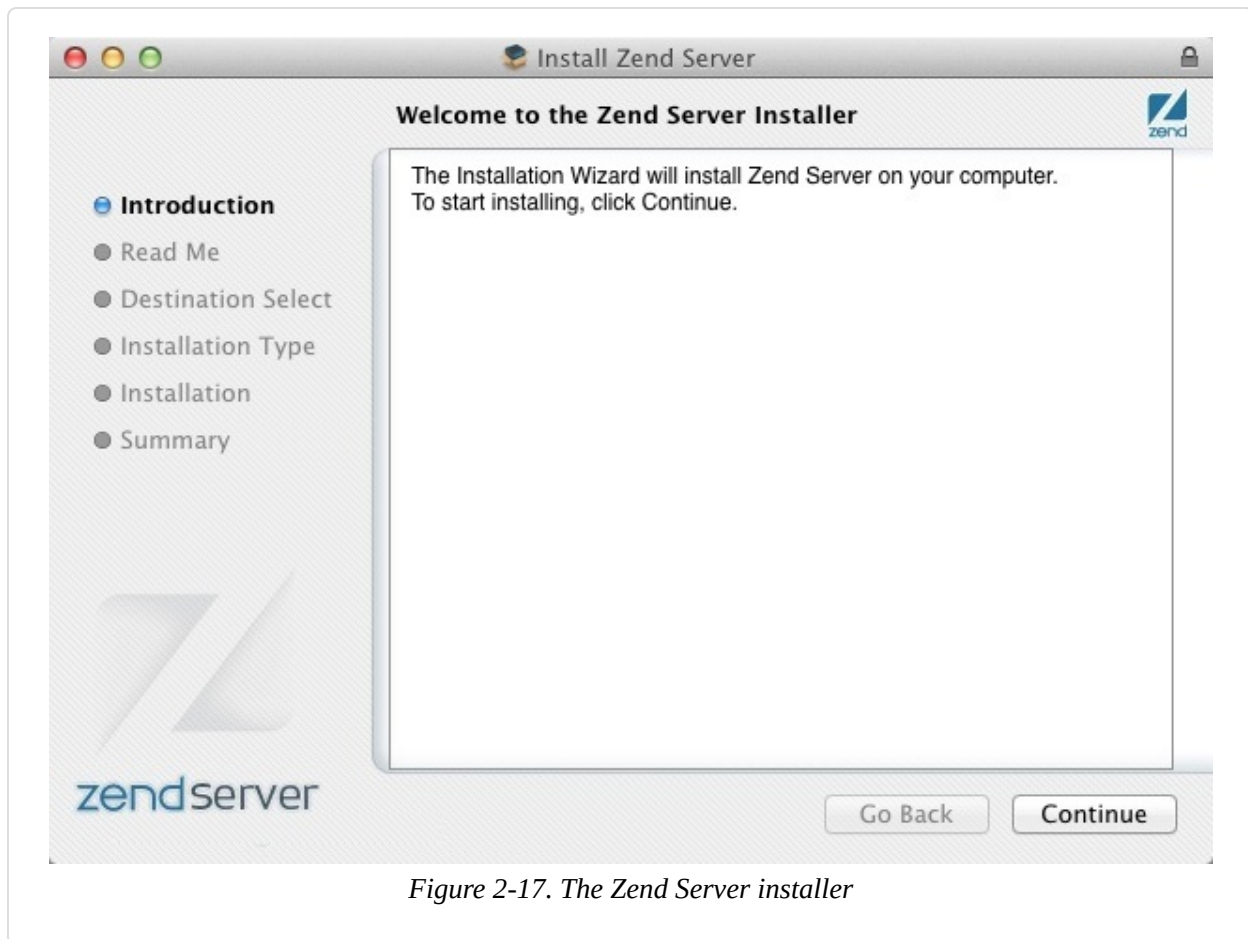 Install Zend Server
Welcome to the Zend Server Installer
zend
The Installation Wizard will install Zend Server on your computer.
To start installing, click Continue.
Introduction
Read Me
Destination Select
Installation Type
Installation
Summary
zendserver
Go Back
Continue
Figure 2-17. The Zend Server installer